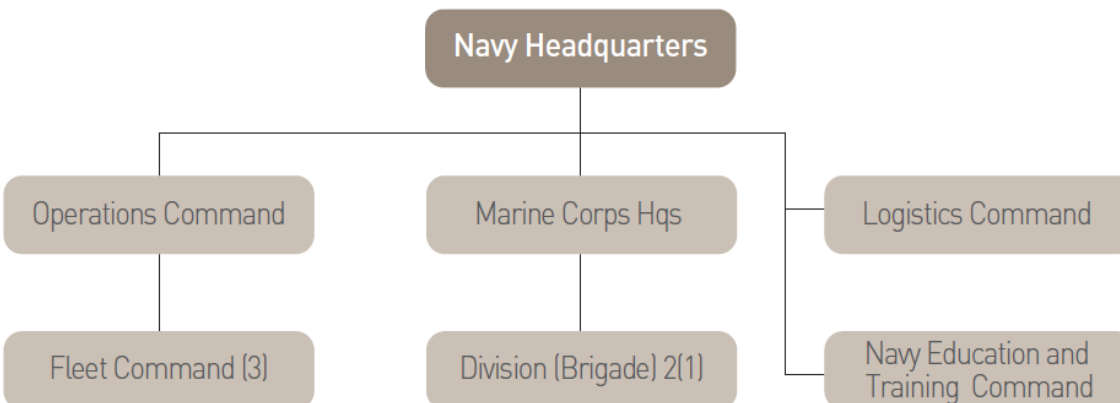 Navy Headquarters
Operations Command
Marine Corps Hqs
Logistics Command
Fleet Command (3)
Division (Brigade) 2(1)
Navy Education and
Training Command